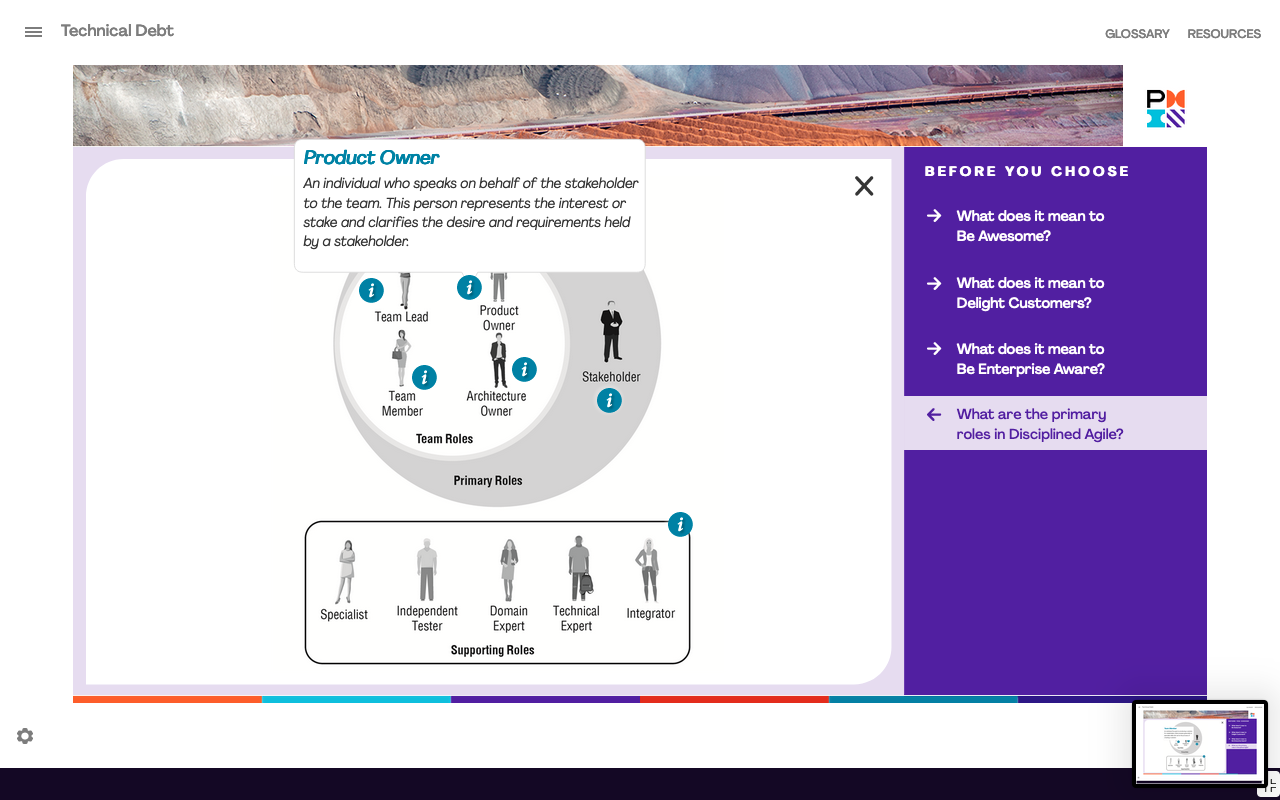 Technical Debt
GLOSSARY RESOURCES
Product Owner
An individual who speaks on behalf of the stakeholder
to the team. This person represents the interest or
stake and clarifies the desire and requirements held
by a stakeholder.
Team Lead
Product
Owner
Team
Member
Architecture
Owner
Team Roles
Stakeholder
Primary Roles
Specialist
Independent
Tester
Domain
Expert
Technical
Expert
Integrator
Supporting Roles
BEFORE YOU CHOOSE
What does it mean to
Be Awesome?
What does it mean to
Delight Customers?
What does it mean to
Be Enterprise Aware?
What are the primary
roles in Disciplined Agile?